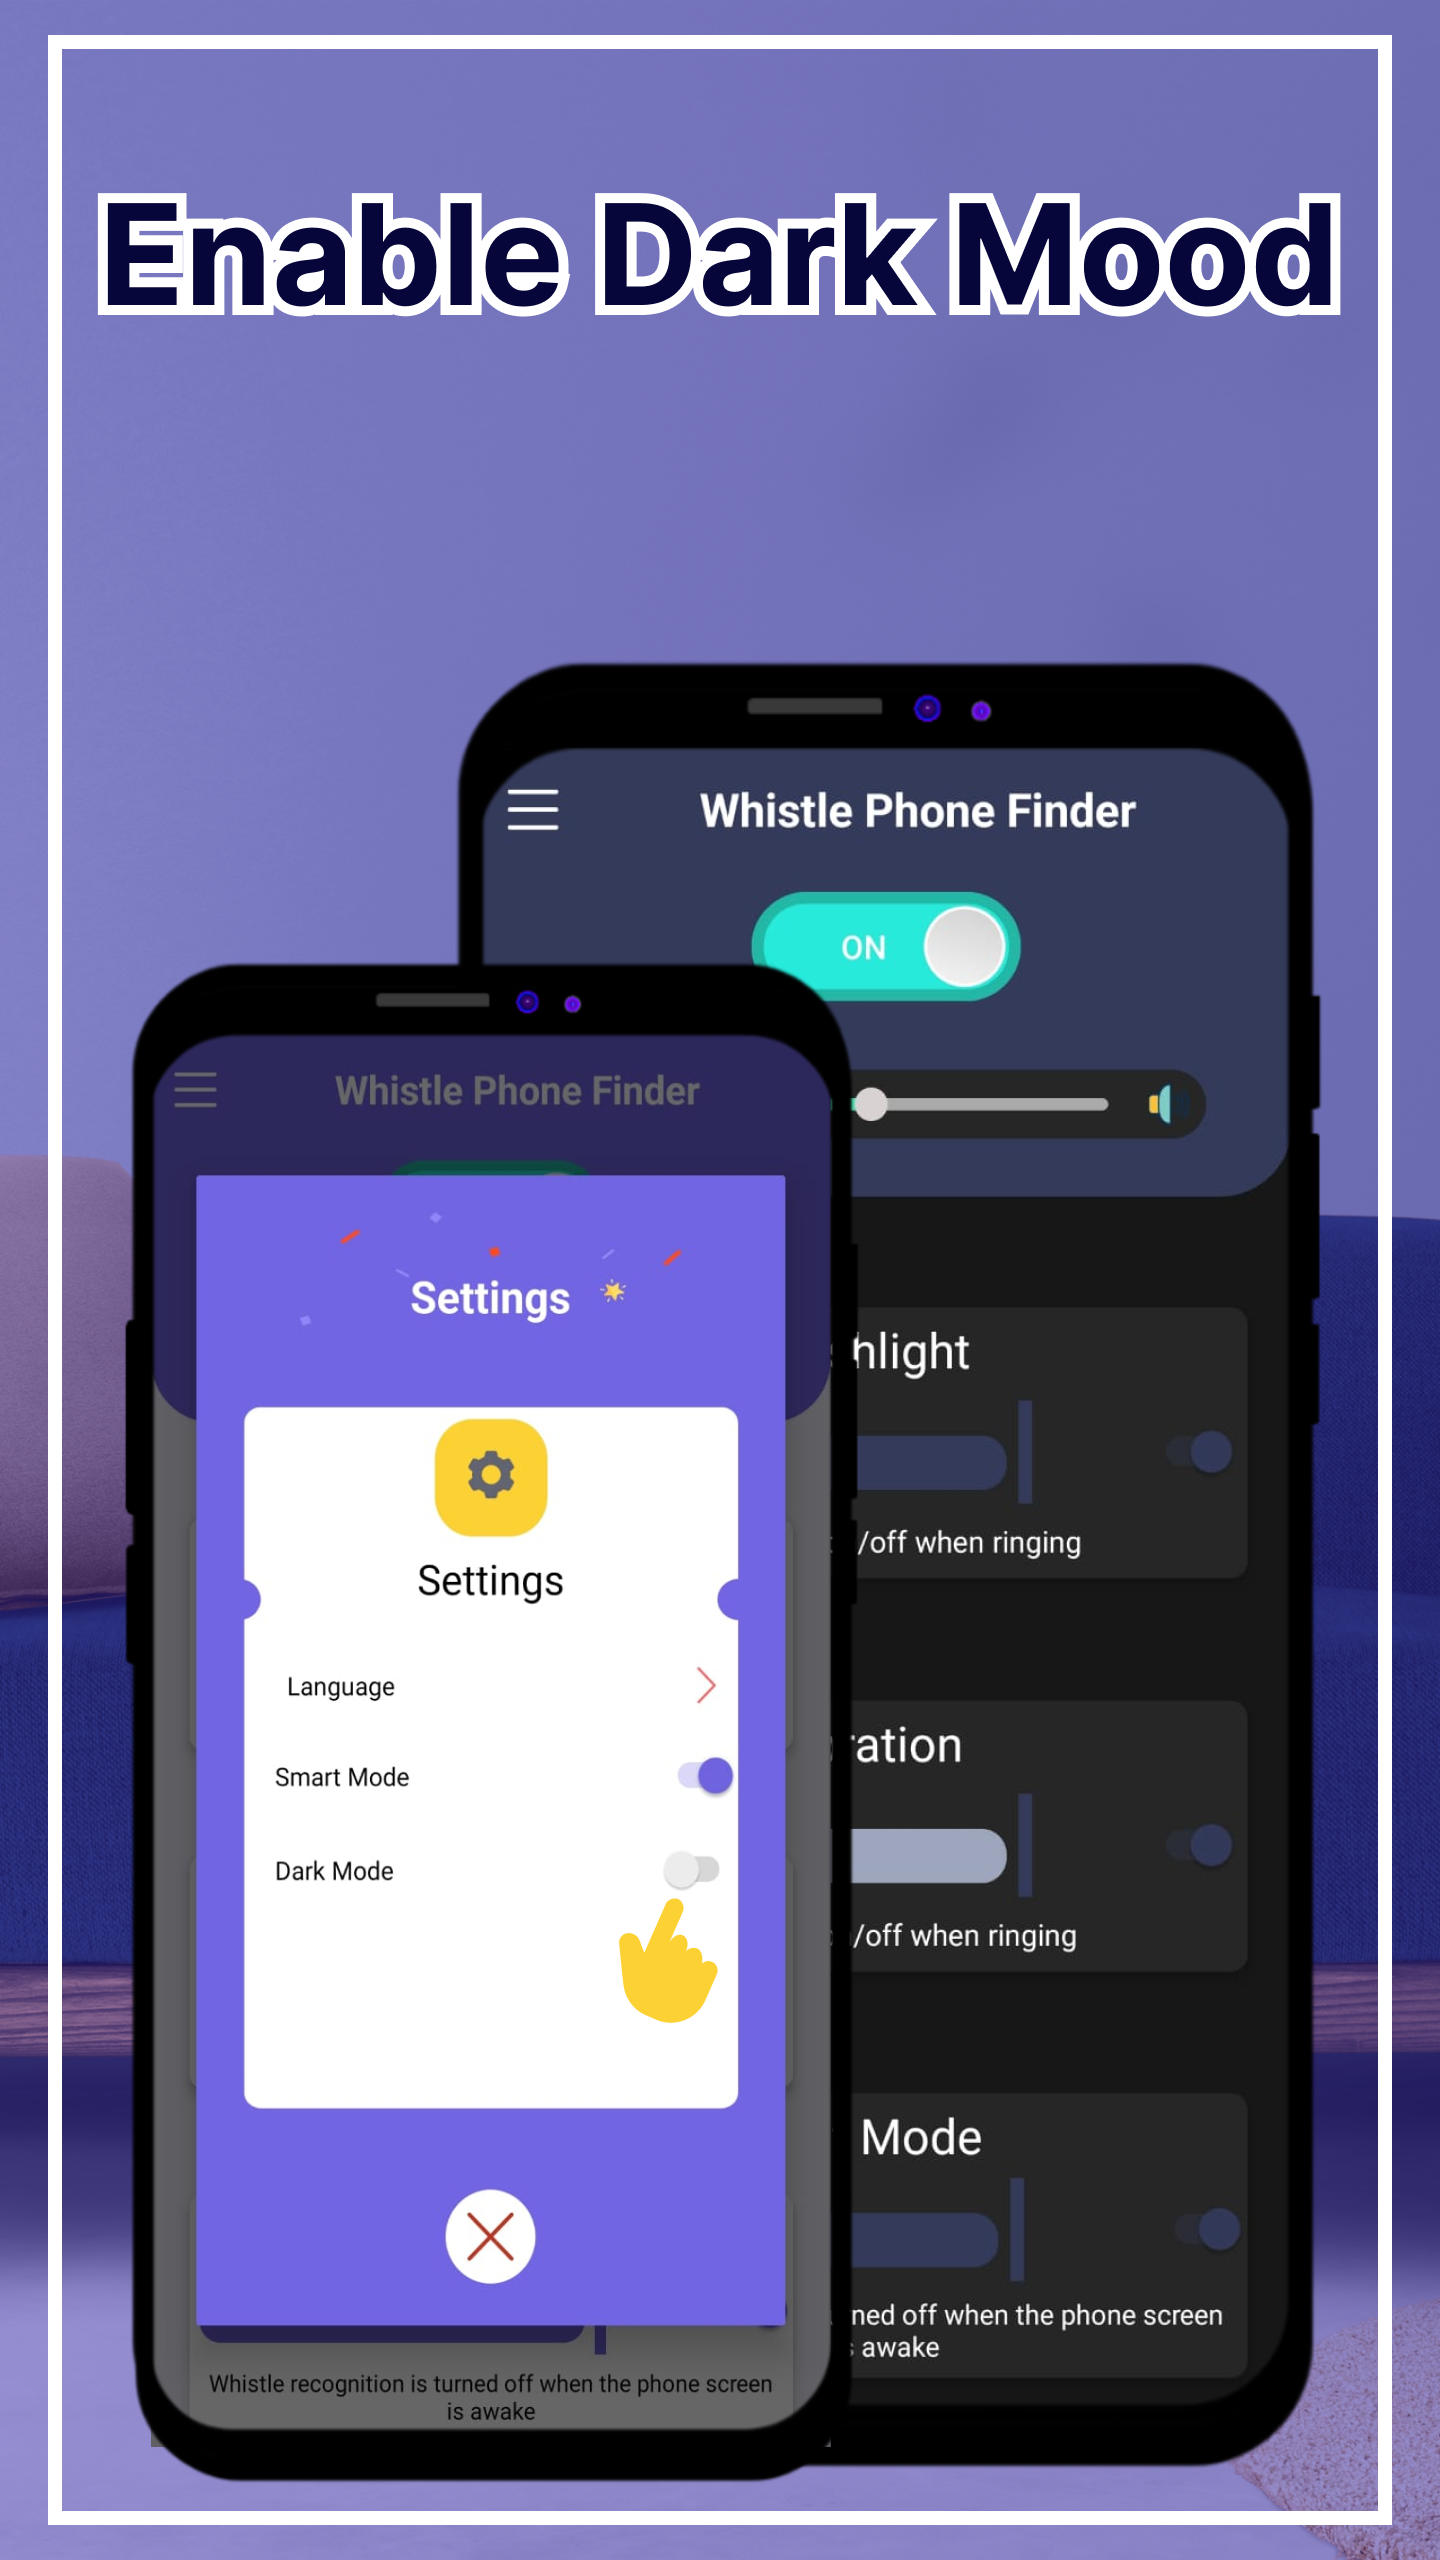 Enable Dark Mood
Whistle Phone Finder
ON
hlight
/off when ringing
ration
/off when ringing
Mode
ned off when the phone screen
awake
Whistle Phone Finder
Settings
Settings
Language
Smart Mode
Dark Mode
Whistle recognition is turned off when the phone screen
is awake